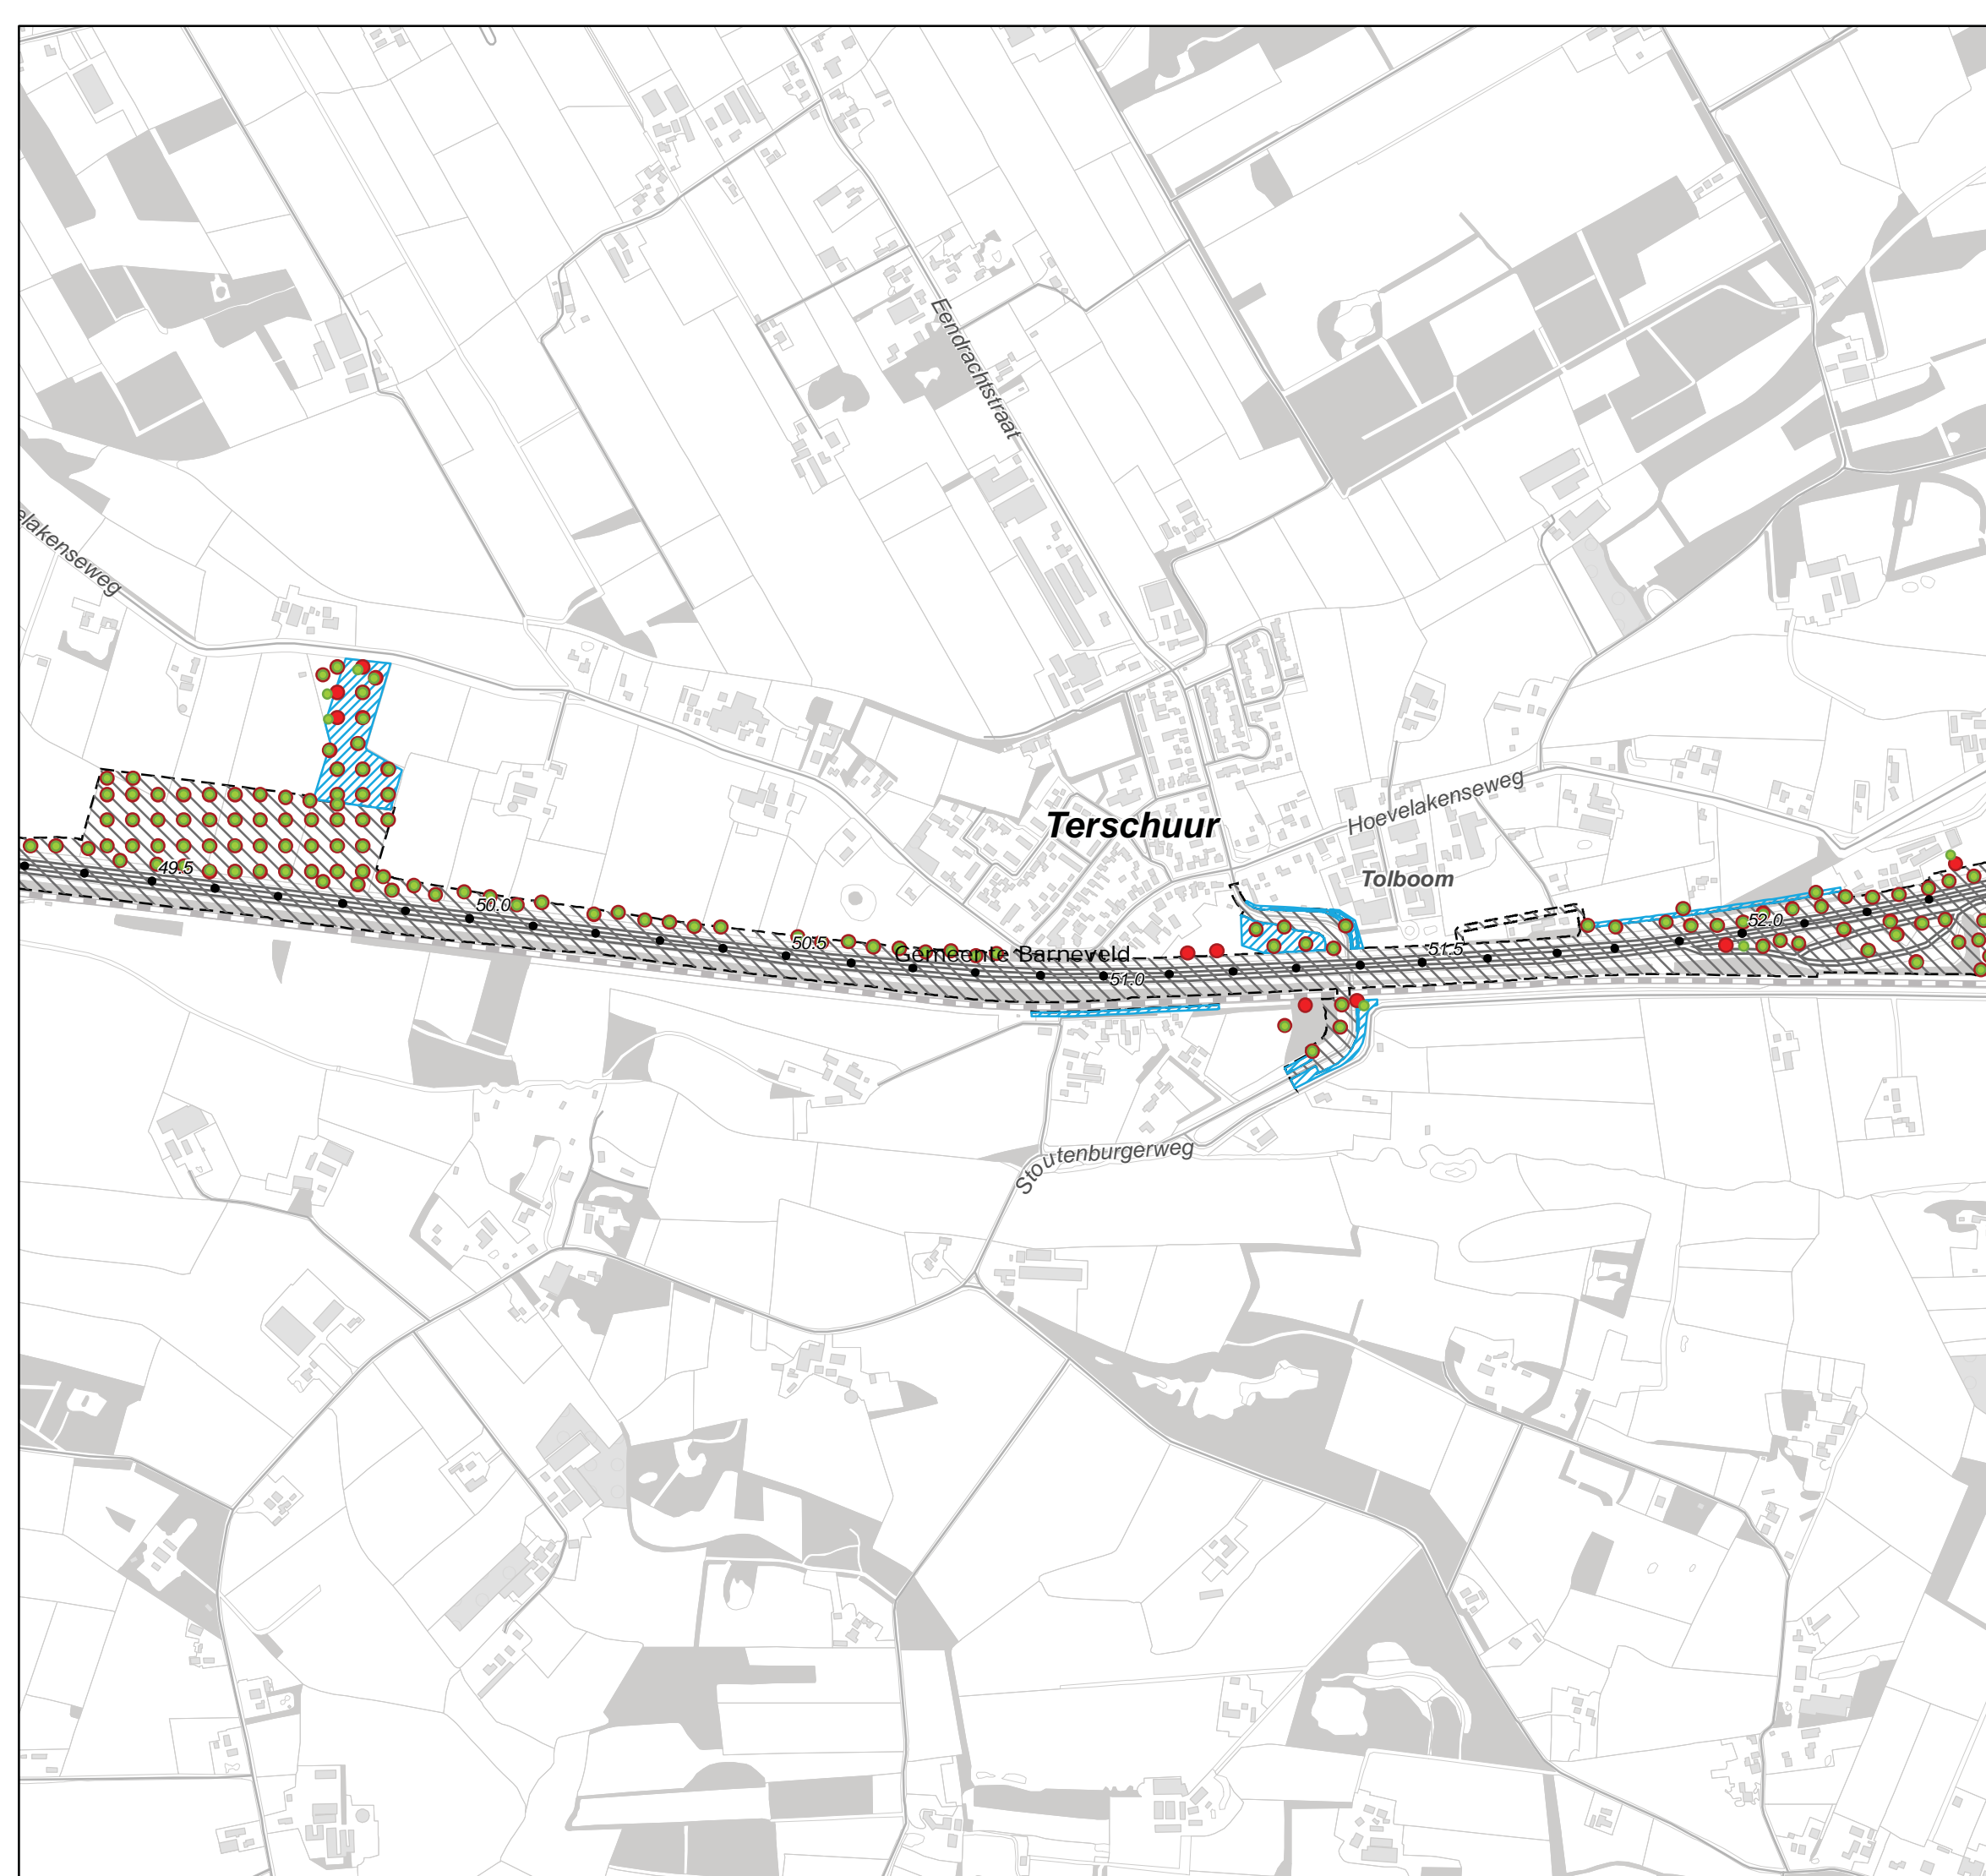 Eendrachtstraat
elakenseweg
Hoevelakenseweg
Terschuur
Tolboom
49.5
50.0
50.5
Gemeente Barneveld
51.0
51.5
52.0
Stoutenburgerweg